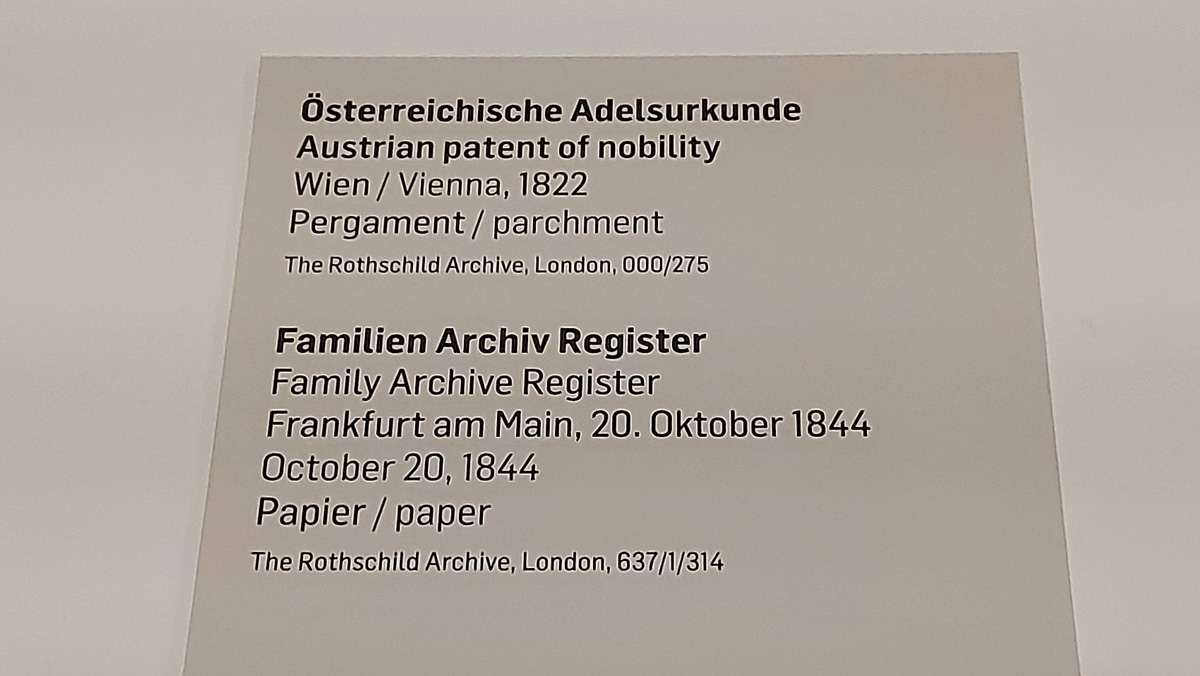 Österreichische Adelsurkunde
Austrian patent of nobility
Wien / Vienna, 1822
Pergament / parchment
The Rothschild Archive, London, 000/275
Familien Archiv Register
Family Archive Register
Frankfurt am Main, 20. Oktober 1844
October 20, 1844
Papier / paper
The Rothschild Archive, London, 637/1/314